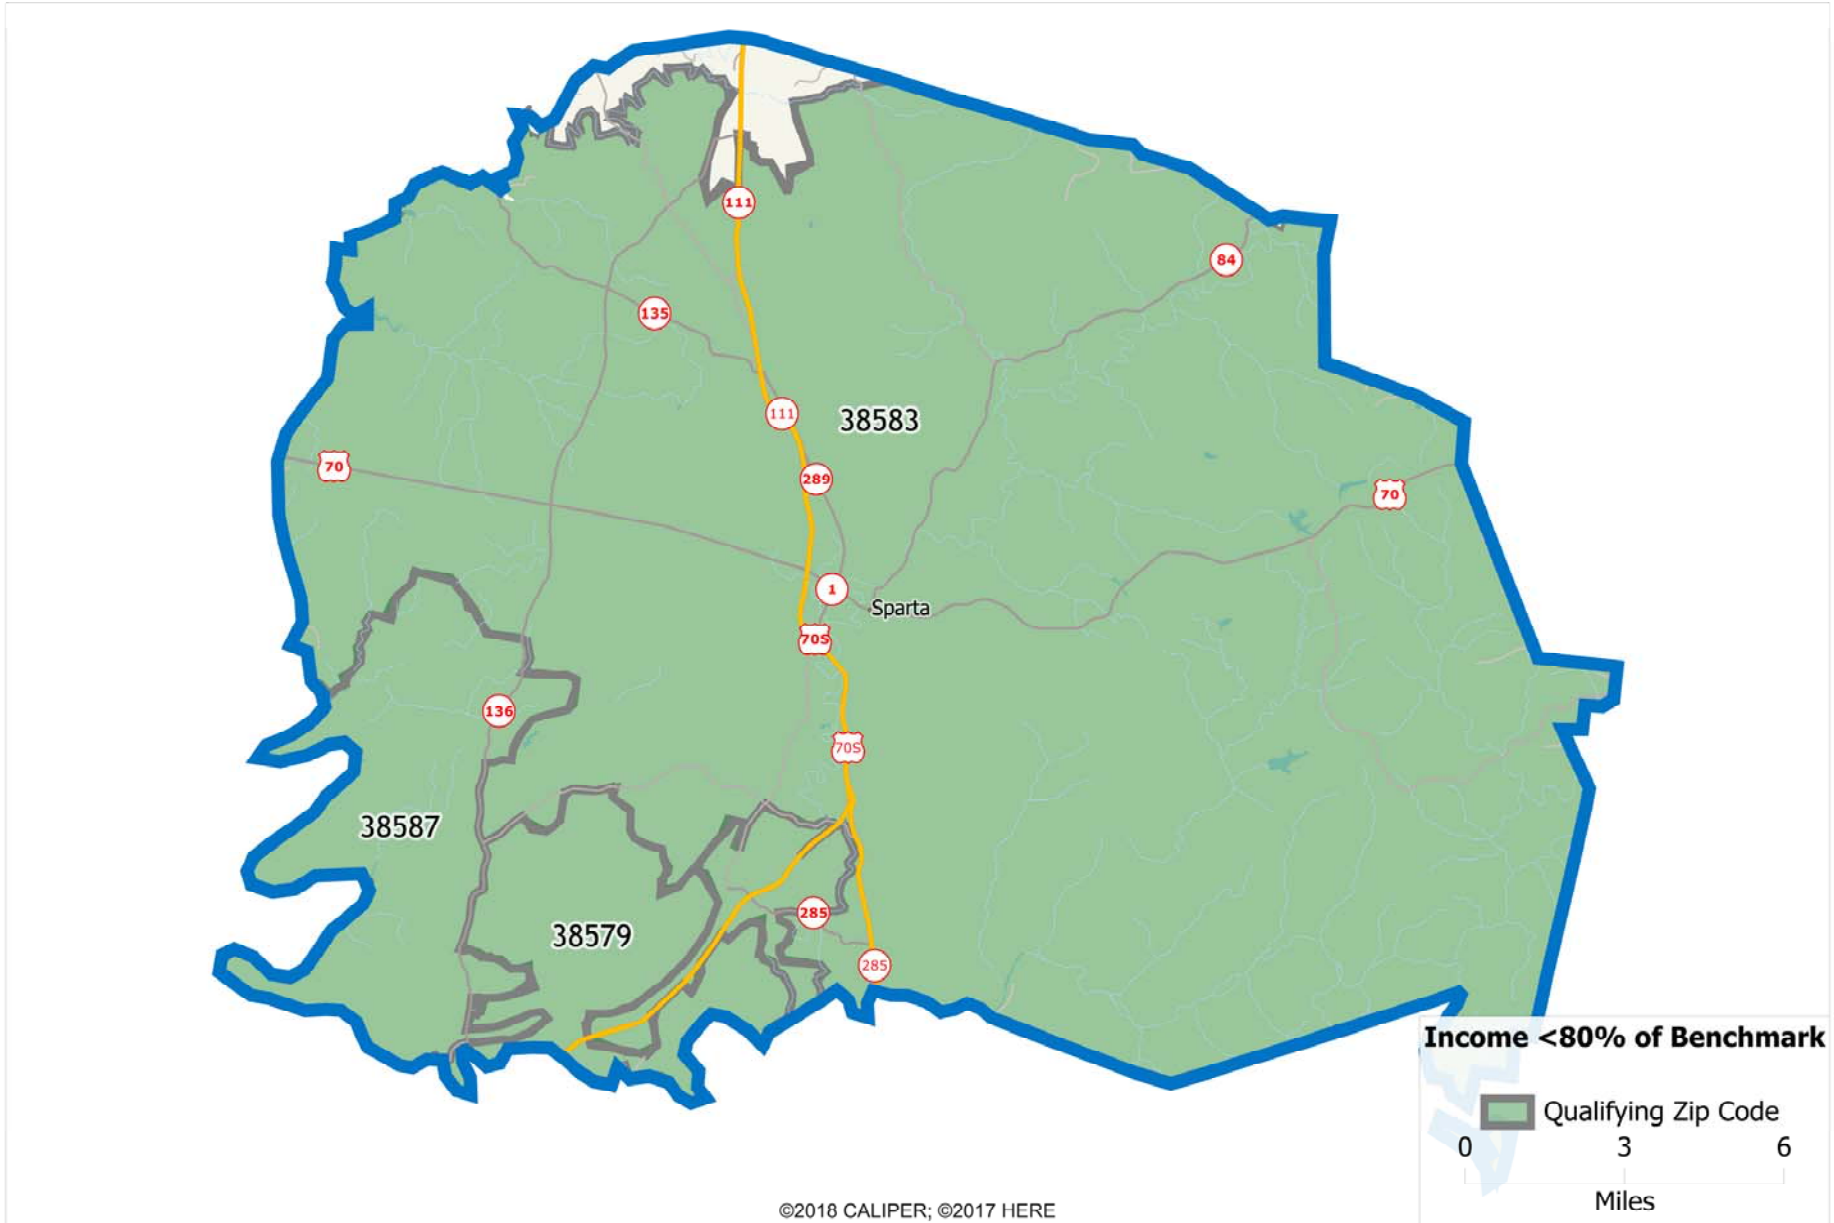 111
84
135
111
38583
70
289
70
1
Sparta
70S
136
70S
38587
285
38579
285
Income <80% of Benchmark
Qualifying Zip Code
0 3 6
Miles
©2018 CALIPER; ©2017 HERE